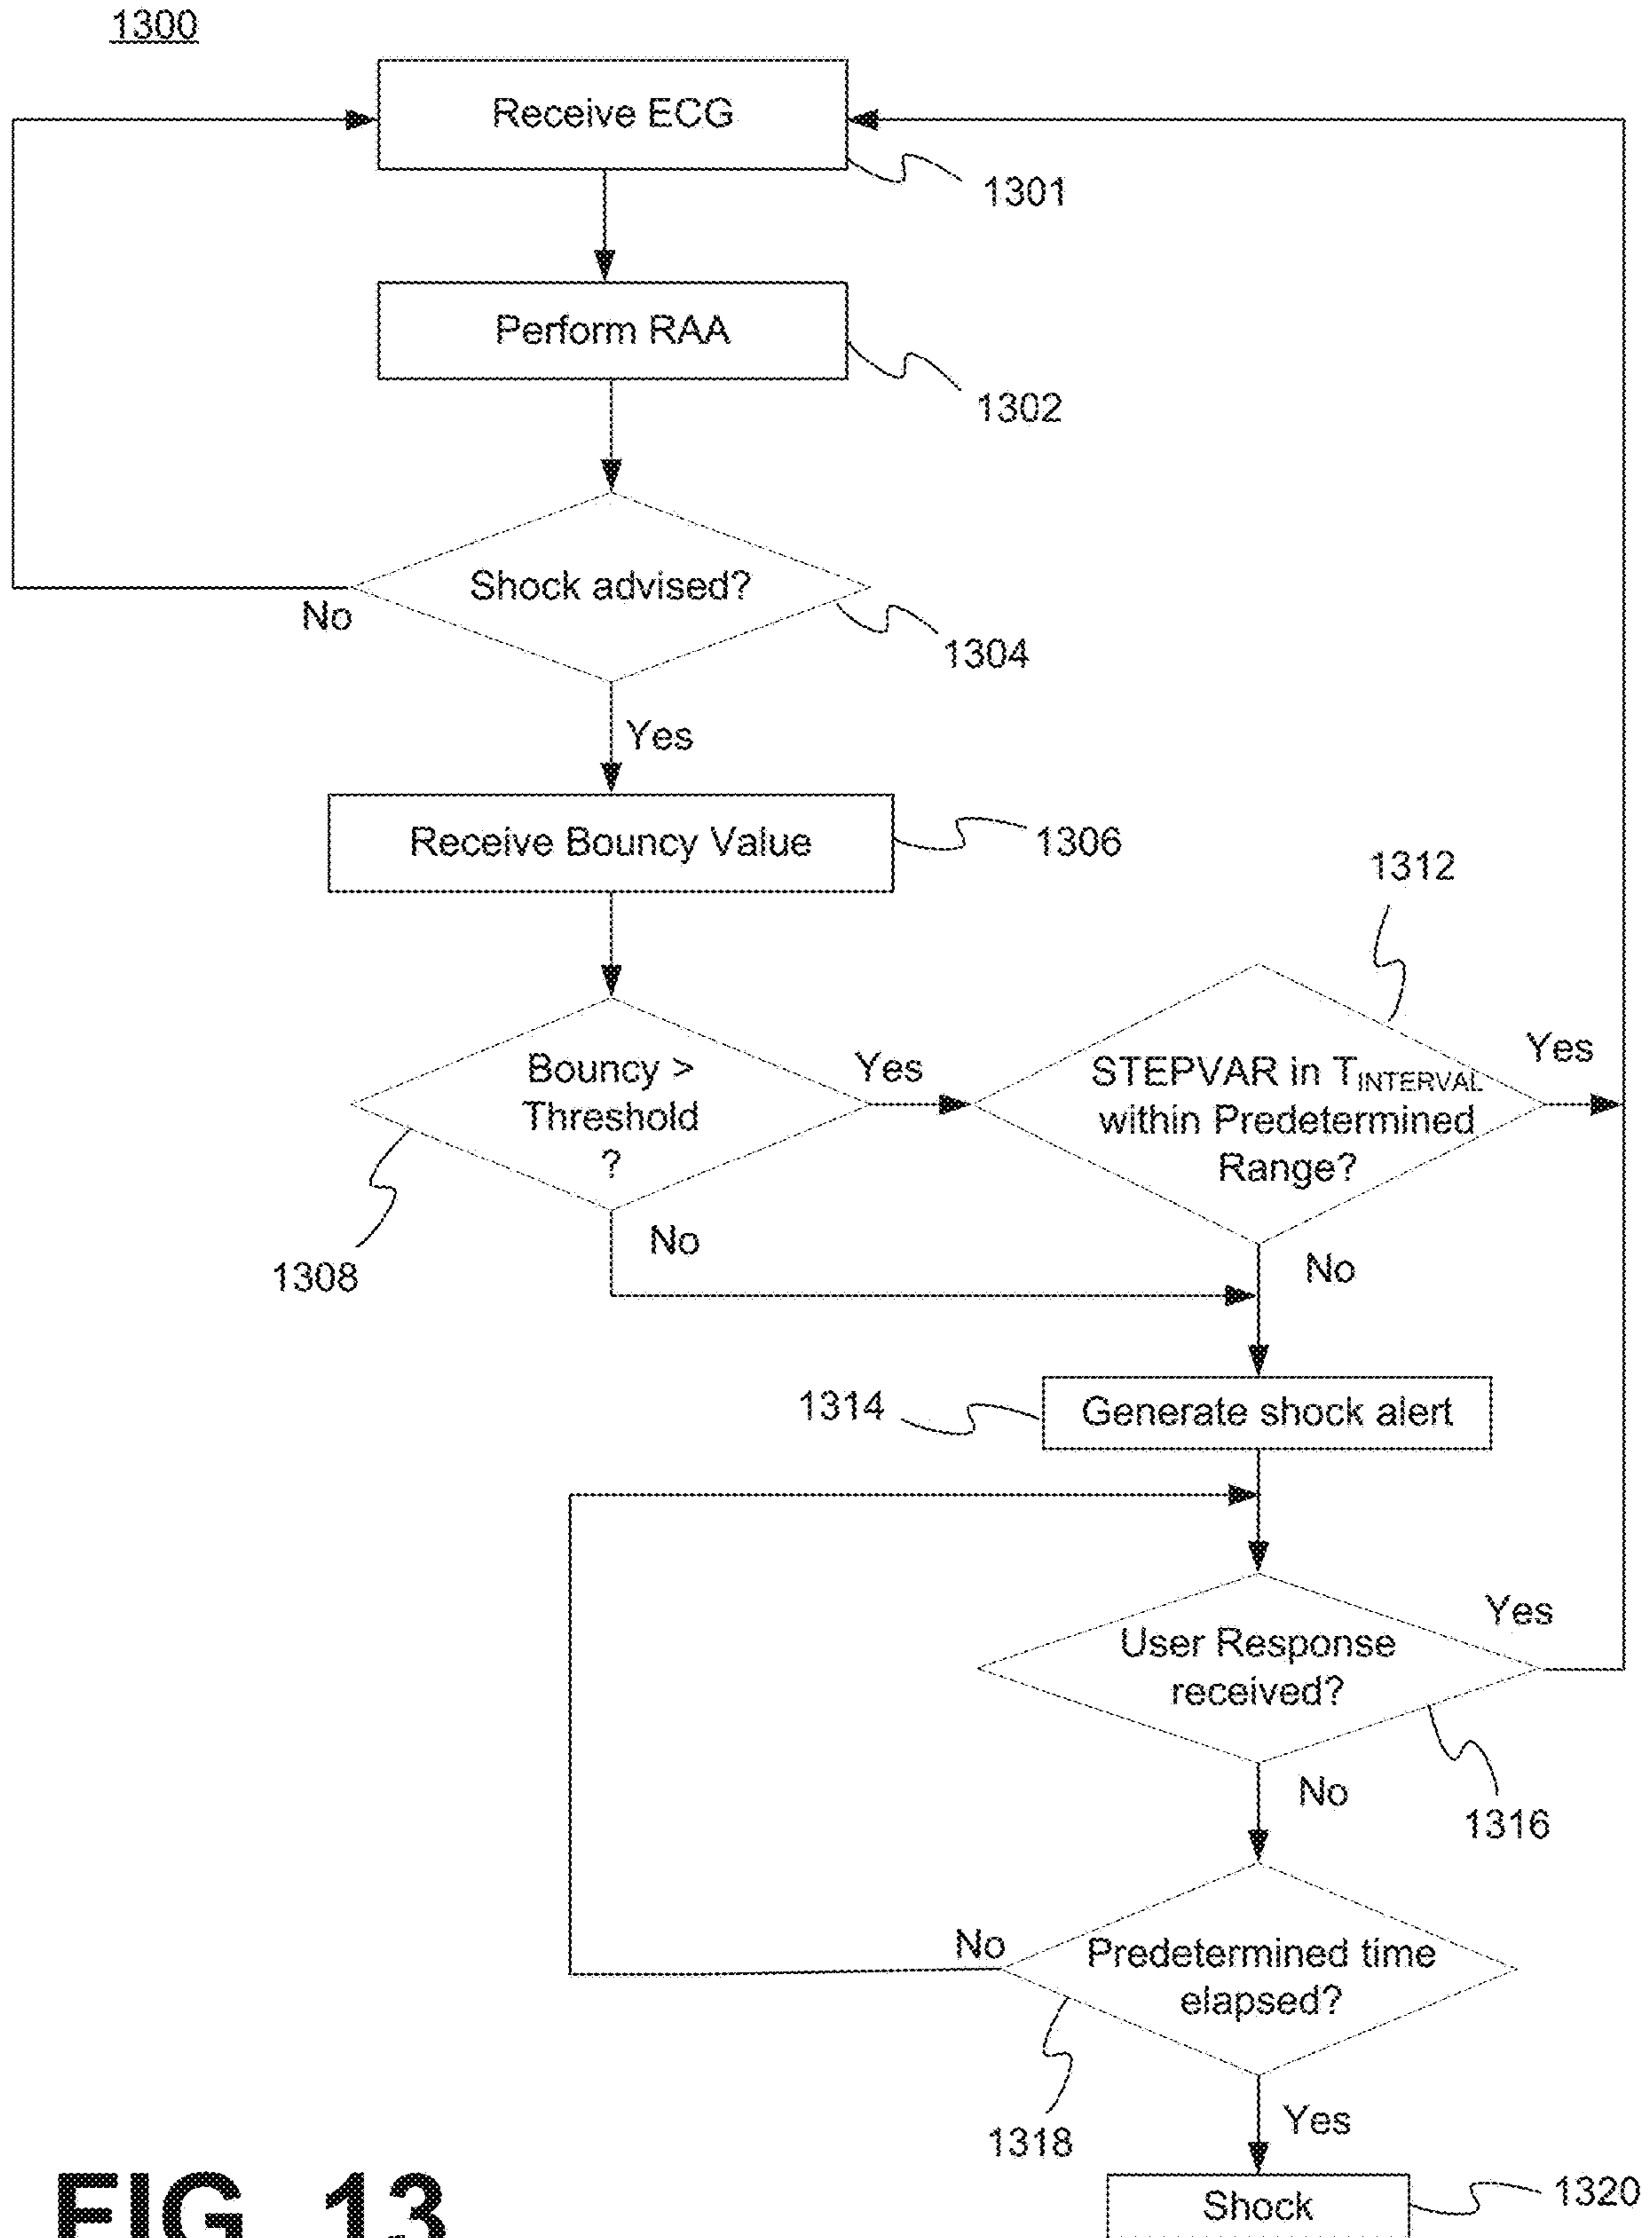 1300
Receive ECG
1301
Perform RAA
1302
Shock advised?
No
1304
Yes
Receive Bouncy Value
1306
1312
Bouncy >
Threshold
?
Yes
STEPVAR in TINTERVAL
within Predetermined
Range?
Yes
1308
No
No
1314
Generate shock alert
User Response
received?
Yes
1316
No
No
Predetermined time
elapsed?
1318
Yes
Shock
1320
FIG. 13